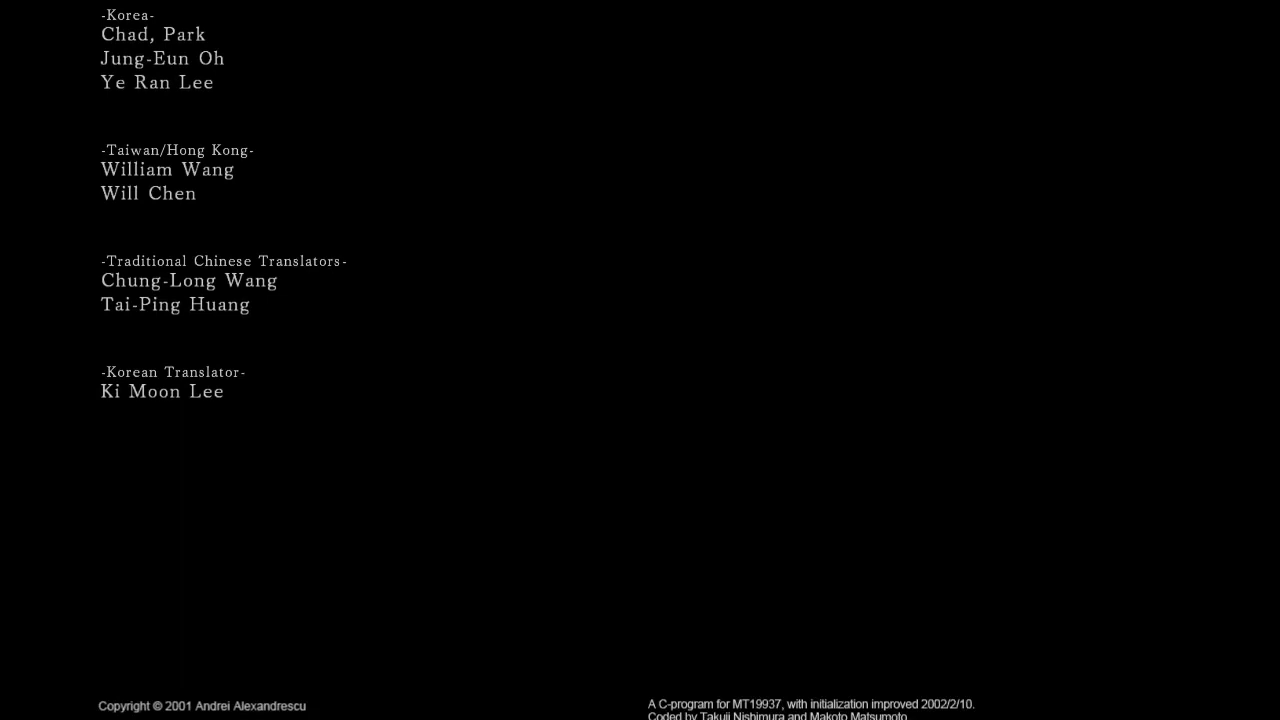 -Korea-
Chad, Park
Jung-Eun Oh
Ye Ran Lee
-Taiwan/Hong Kong-
William Wang
Will Chen
-Traditional Chinese Translators-
Chung-Long Wang
Tai-Ping Huang
-Korean Translator-
Ki Moon Lee
Copyright © 2001 Andrei Alexandrescu
A C-program for MT19937, with initialization improved 2002/2/10.
Coded by Takuji Nishimura and Makoto Matsumoto.